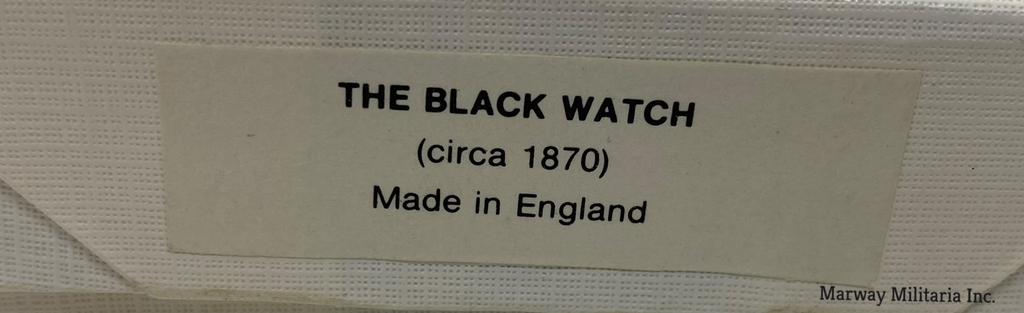 THE BLACK WATCH
(circa 1870)
Made in England
Marway Militaria Inc.